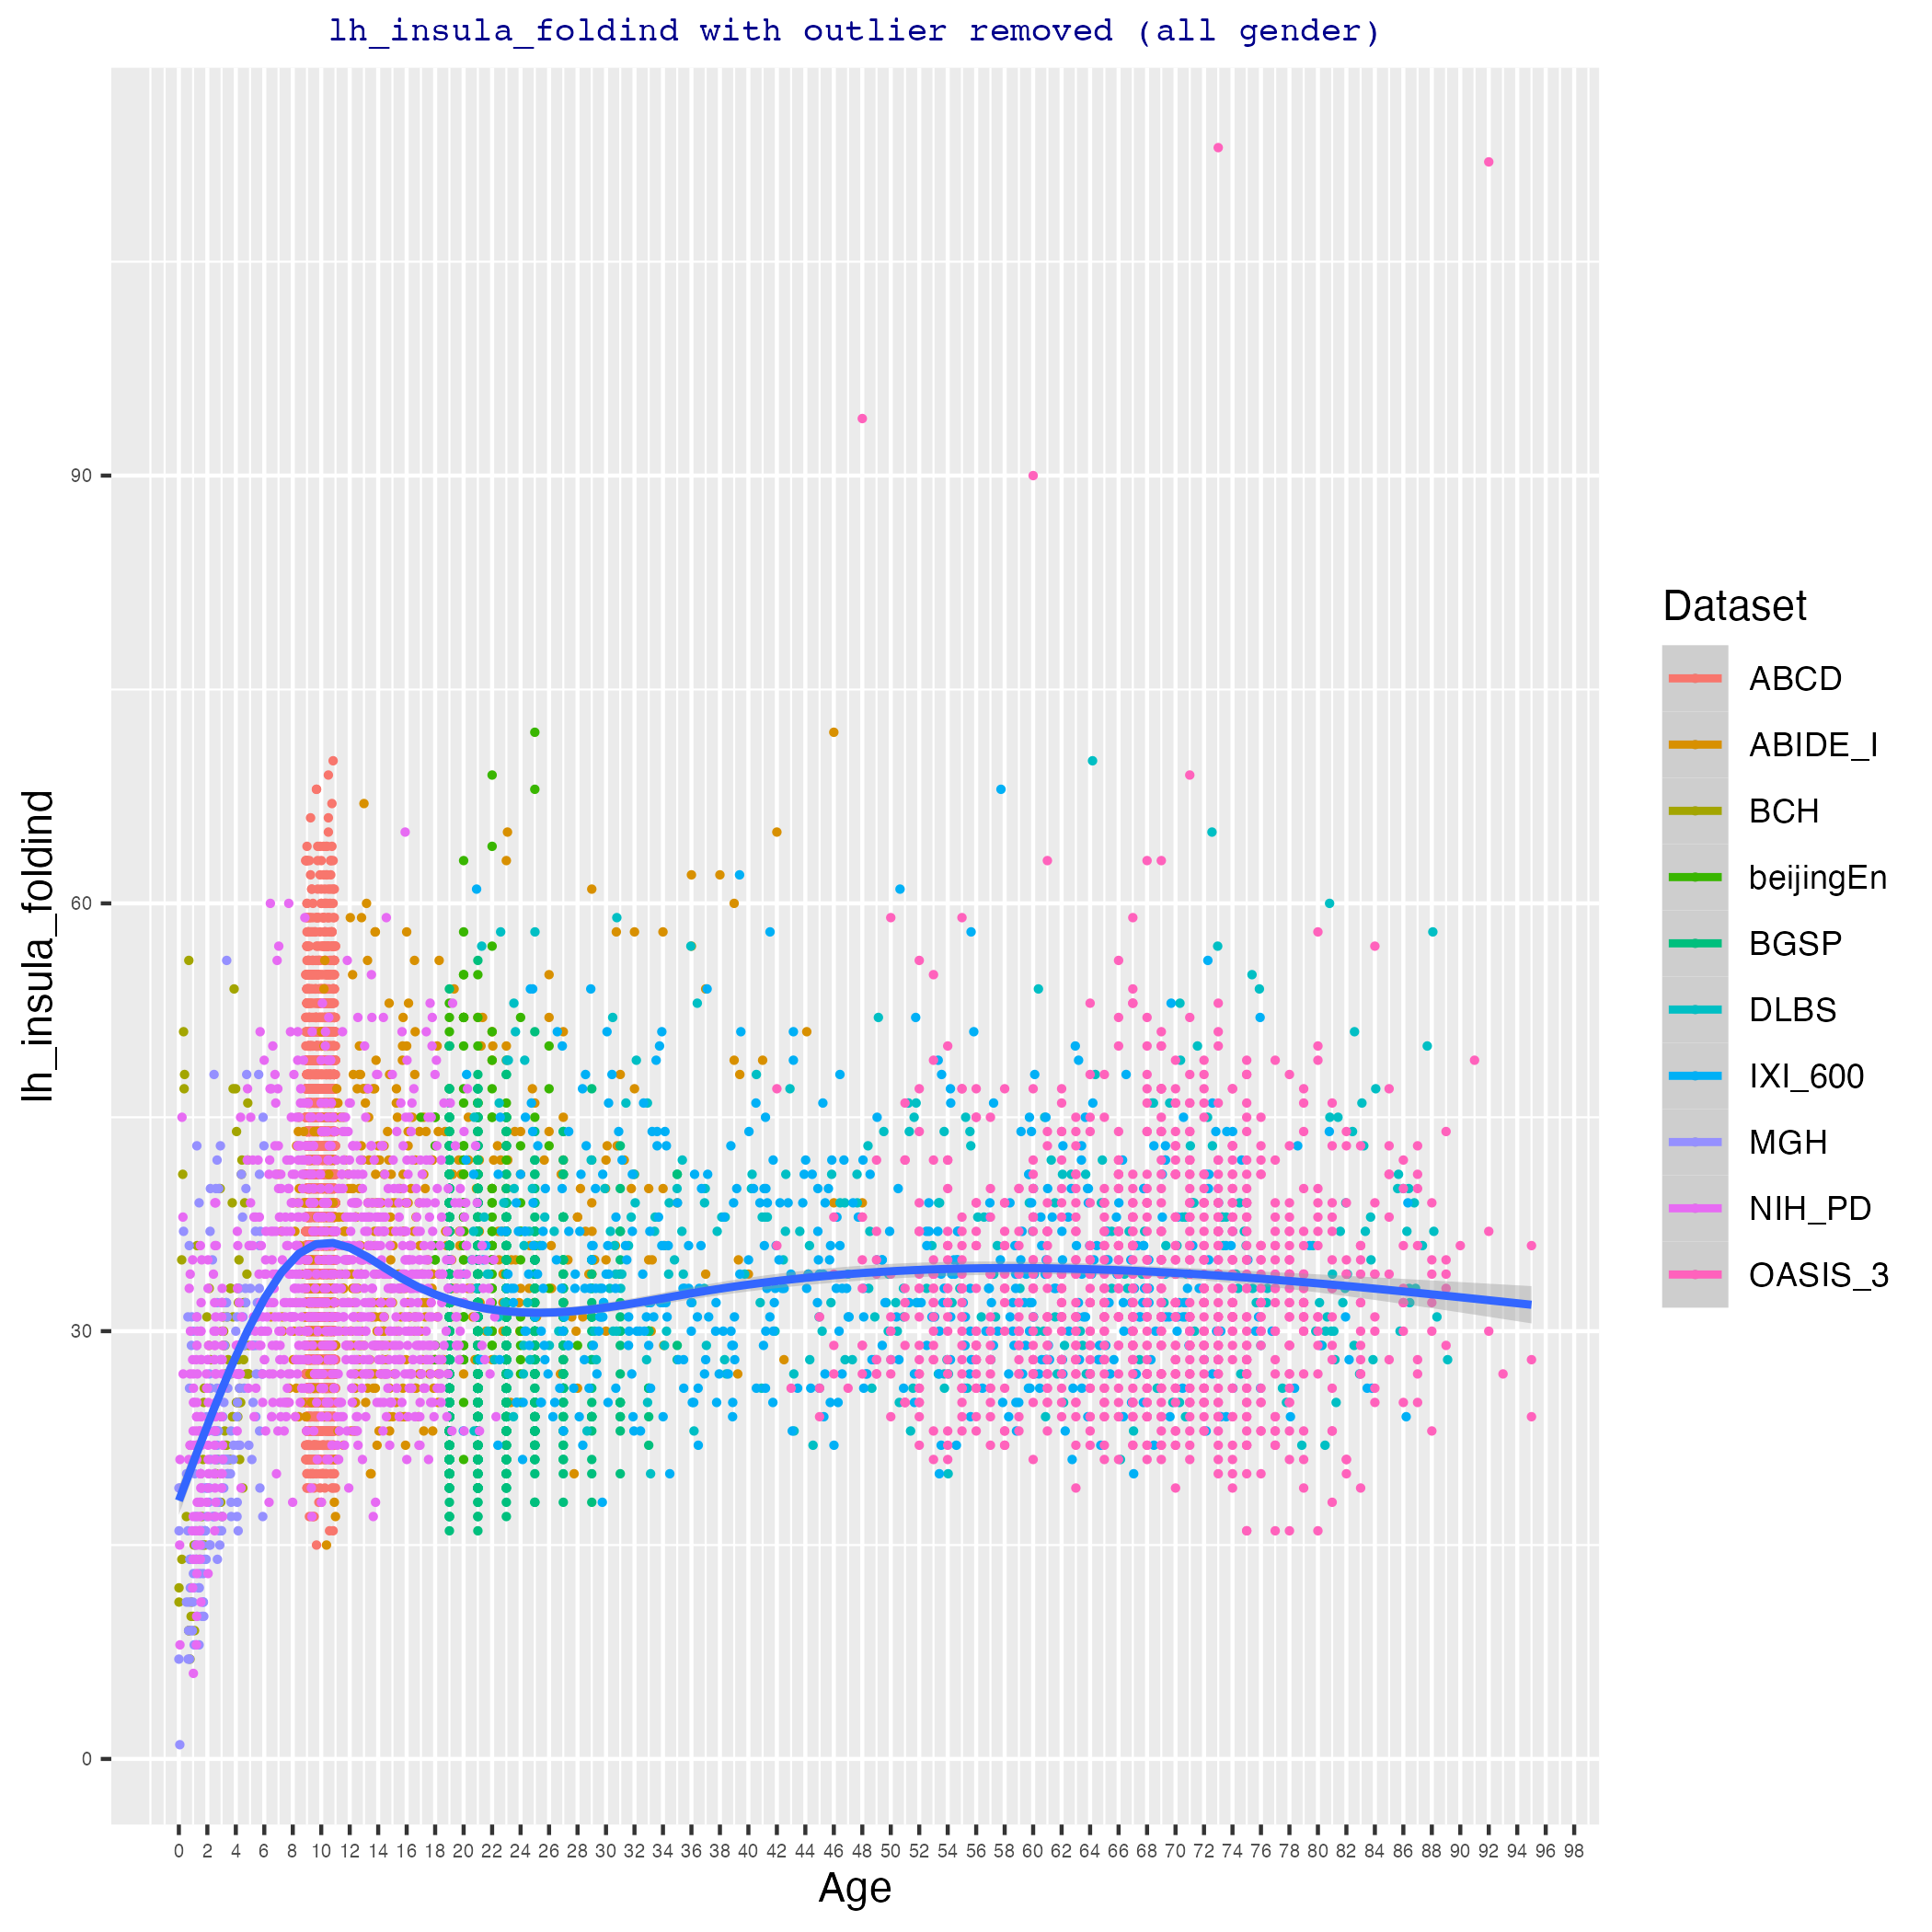 lh_insula_foldind with outlier removed (all gender)
lh_insula_foldind
90
60
30
0
0 2 4 6 8 10 12 14 16 18 20 22 24 26 28 30 32 34 36 38 40 42 44 46 48 50 52 54 56 58 60 62 64 66 68 70 72 74 76 78 80 82 84 86 88 90 92 94 96 98
Age
Dataset
ABCD
ABIDE_I
BCH
beijingEn
BGSP
DLBS
IXI_600
MGH
NIH_PD
OASIS_3